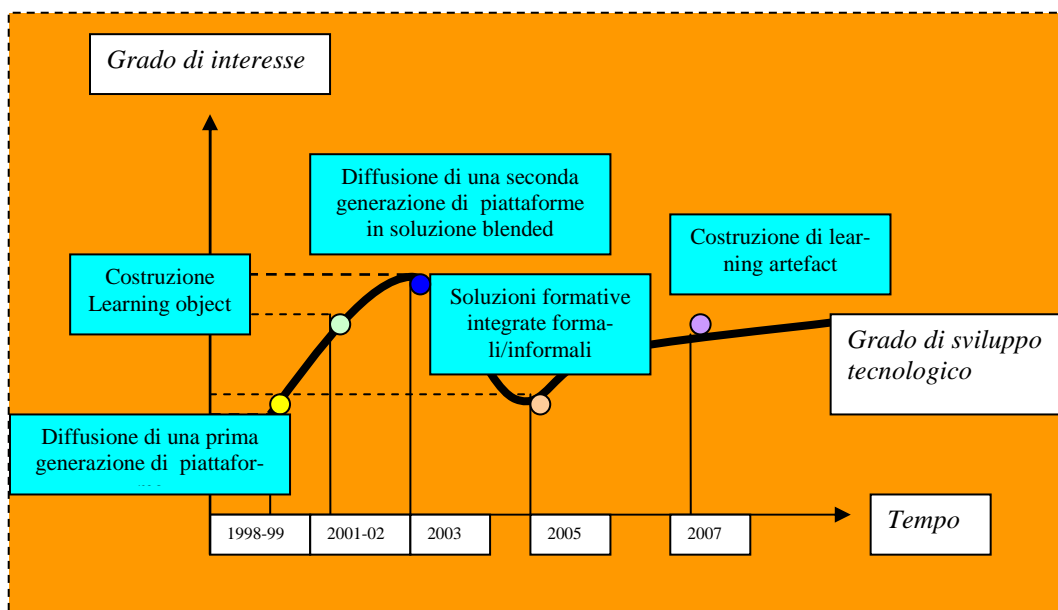 Grado di interesse
Diffusione di una seconda
generazione di piattaforme
in soluzione blended
Costruzione di lear-
ning artefact
Costruzione
Learning object
Soluzioni formative
integrate forma-
li/informali
Grado di sviluppo
tecnologico
Diffusione di una prima
generazione di piattafor-
1998-99
2001-02
2003
2005
2007
Tempo